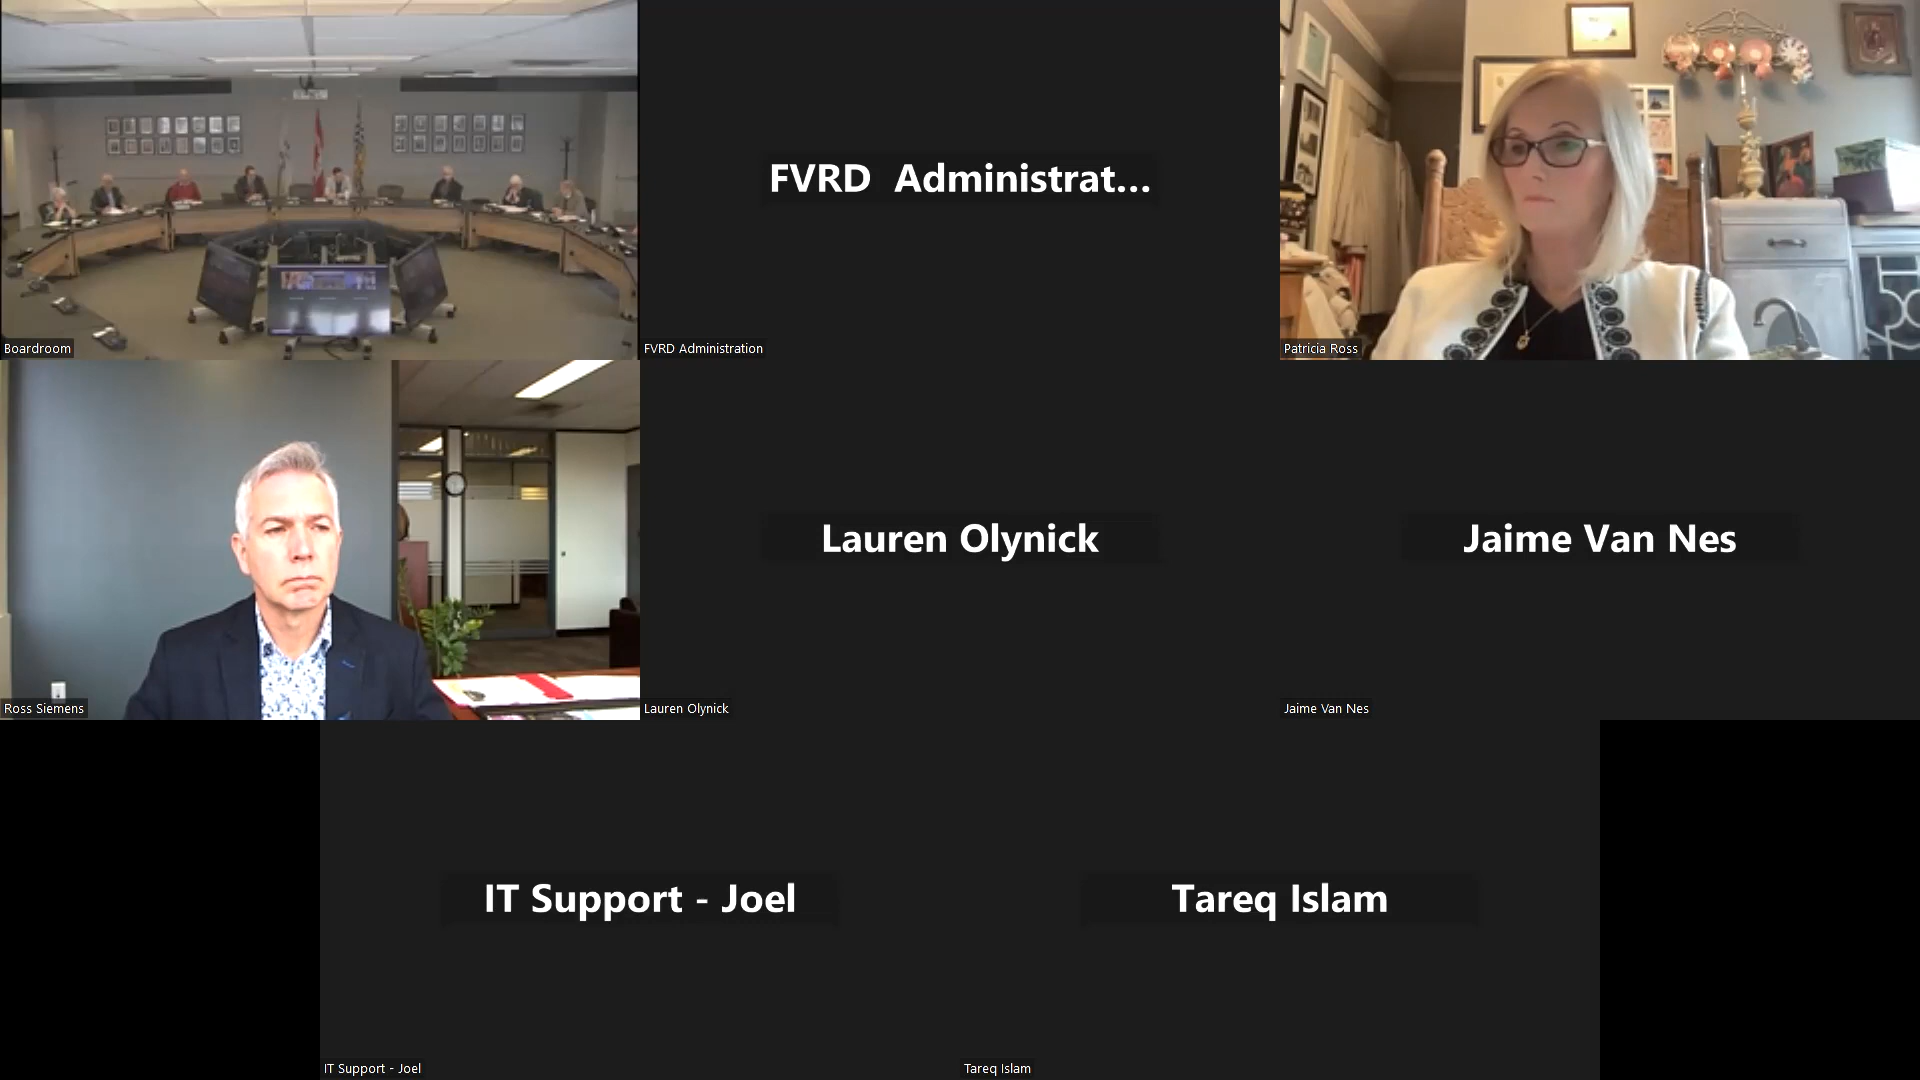 Boardroom
FVRD  Administrat...
FVRD Administration
Patricia Ross
Ross Siemens
Lauren Olynick
Lauren Olynick
Jaime Van Nes
Jaime Van Nes
IT Support - Joel
IT Support - Joel
Tareq Islam
Tareq Islam